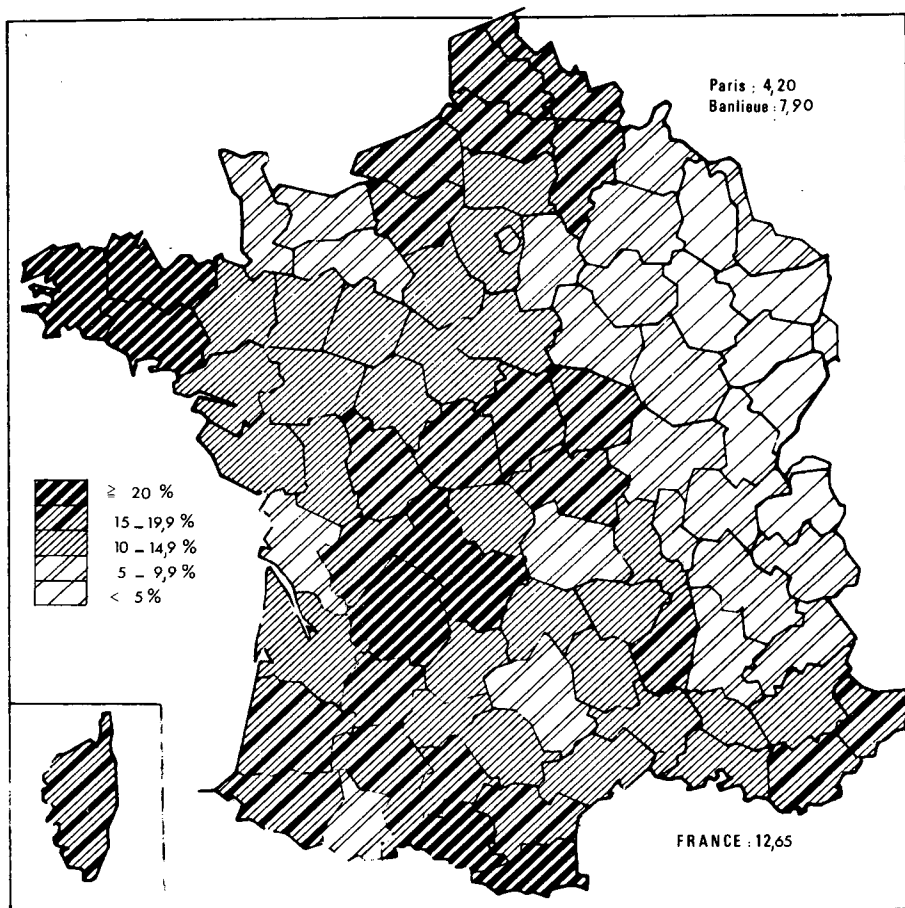 Paris : 4,20
Banlieue : 7,90
≧ 20 %
15 – 19,9 %
10 – 14,9 %
5 – 9,9 %
< 5 %
FRANCE : 12,65